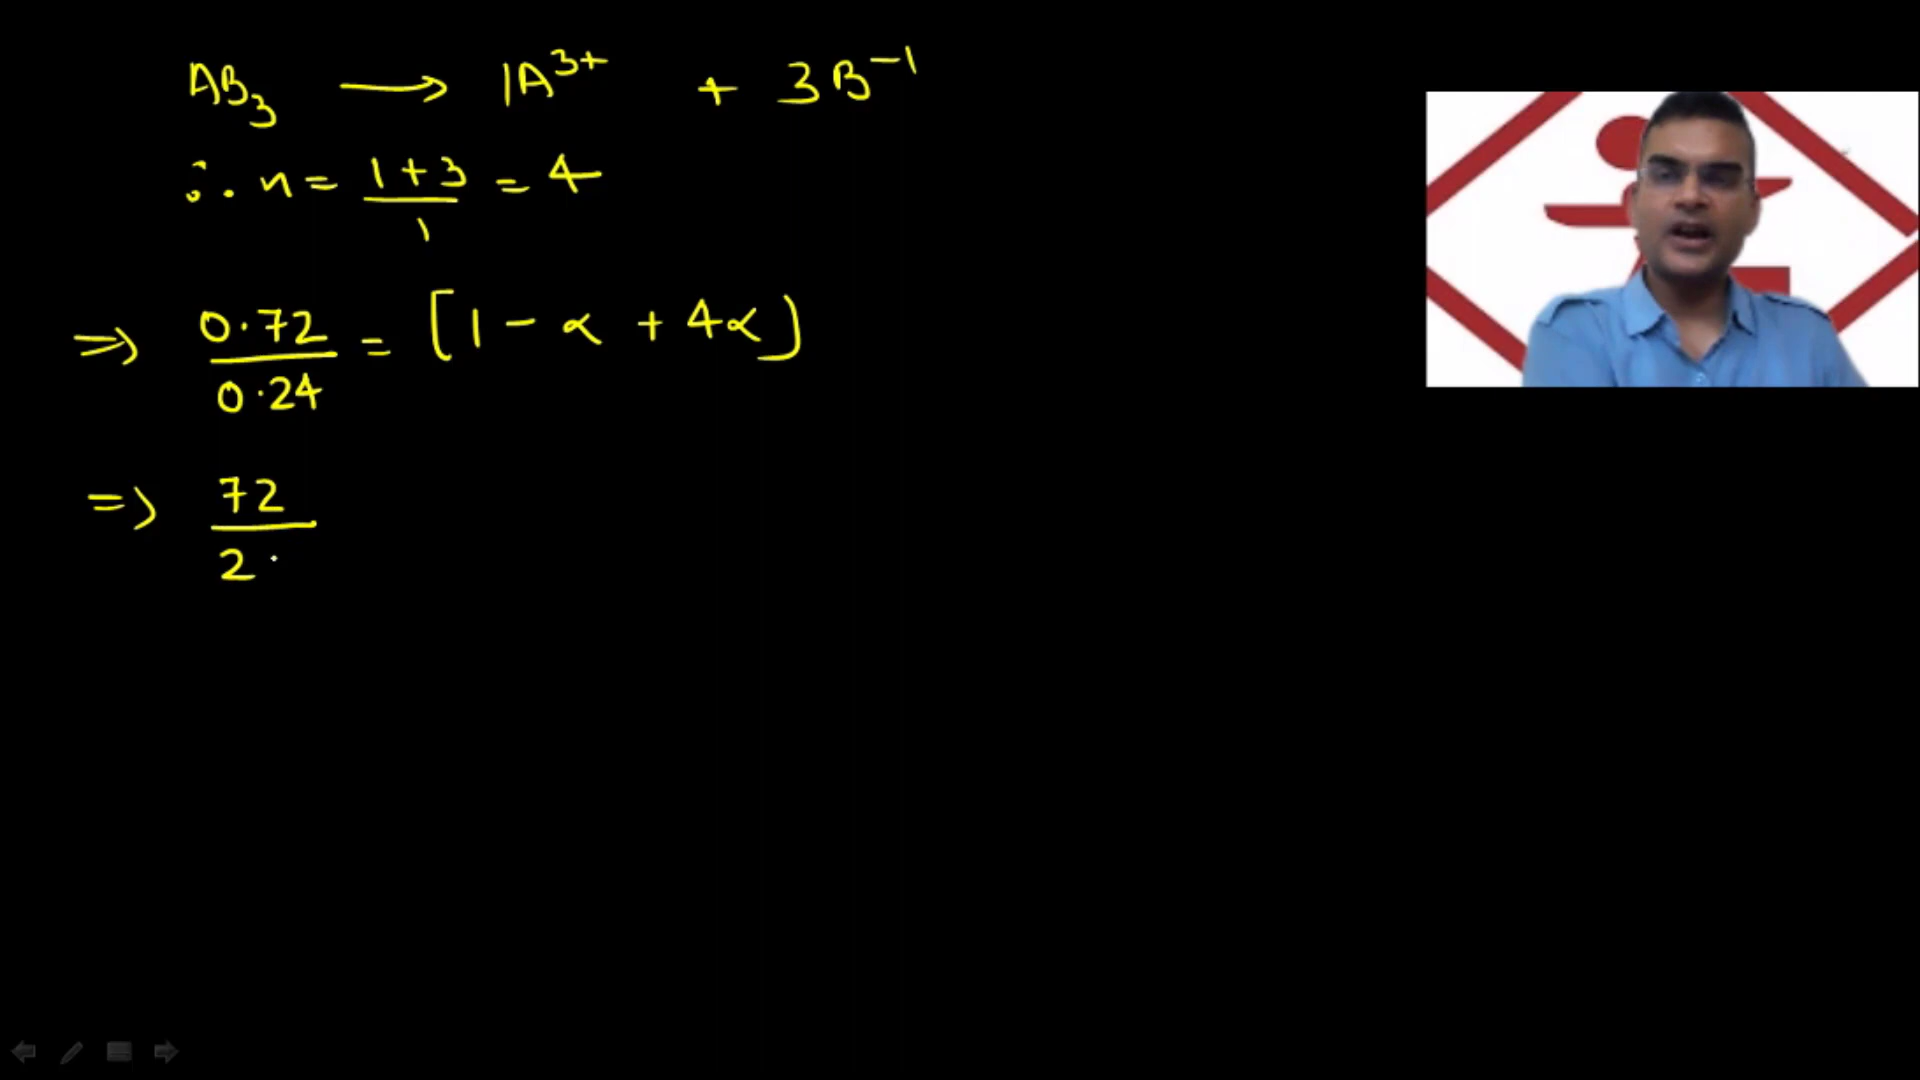 AB₃ ⟶ 1A³⁺ + 3B⁻¹
∴ n = (1+3)/1 = 4
⇒ 0.72/0.24 = [1 - α + 4α]
⇒ 72/2